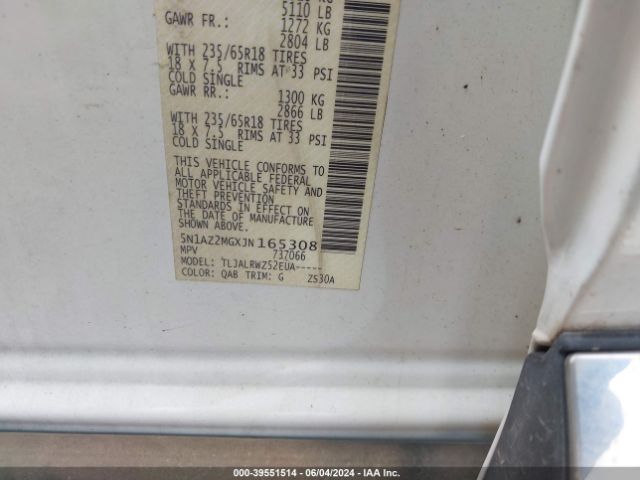 5110 LB
GAWR FR.: 1272 KG
2804 LB
WITH 235/65R18 TIRES
18 X 7.5 RIMS AT 33 PSI
COLD SINGLE
GAWR RR.: 1300 KG
2866 LB
WITH 235/65R18 TIRES
18 X 7.5 RIMS AT 33 PSI
COLD SINGLE
THIS VEHICLE CONFORMS TO
ALL APPLICABLE FEDERAL
MOTOR VEHICLE SAFETY AND
THEFT PREVENTION
STANDARDS IN EFFECT ON
THE DATE OF MANUFACTURE
SHOWN ABOVE.
5N1AZ2MGXJN165308
MPV 737066
MODEL: TLJALRWZ52EUA-----
COLOR: QAB TRIM: G ZS30A
000-39551514 - 06/04/2024 - IAA Inc.